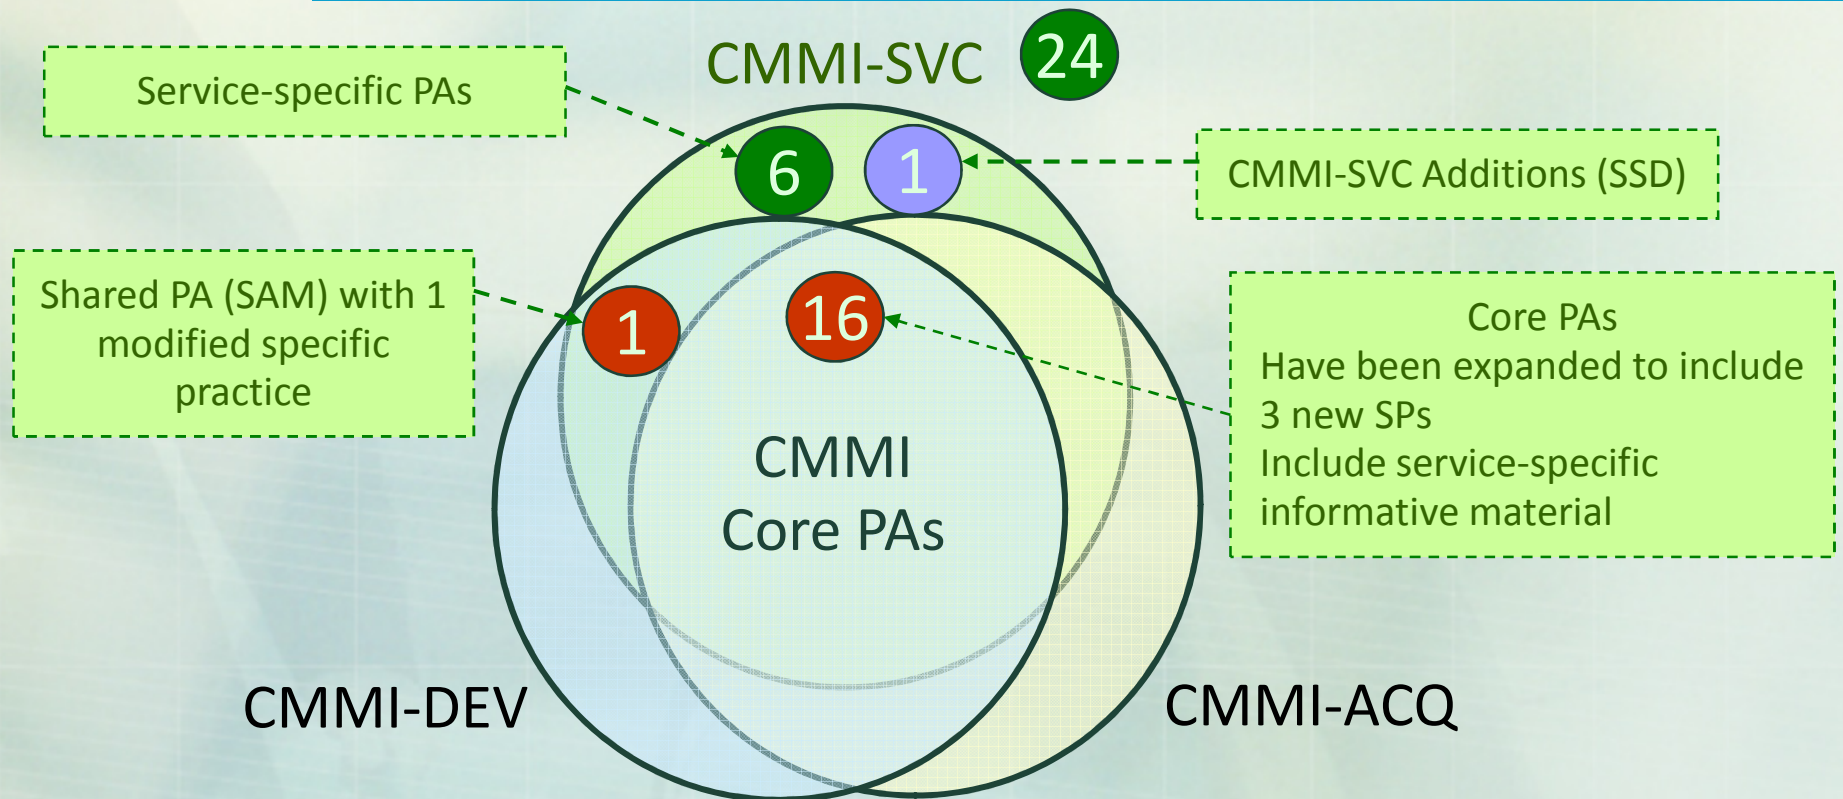 CMMI-SVC
24
Service-specific PAs
6
1
CMMI-SVC Additions (SSD)
Shared PA (SAM) with 1
modified specific
practice
1
16
Core PAs
Have been expanded to include
3 new SPs
Include service-specific
informative material
CMMI
Core PAs
CMMI-DEV
CMMI-ACQ